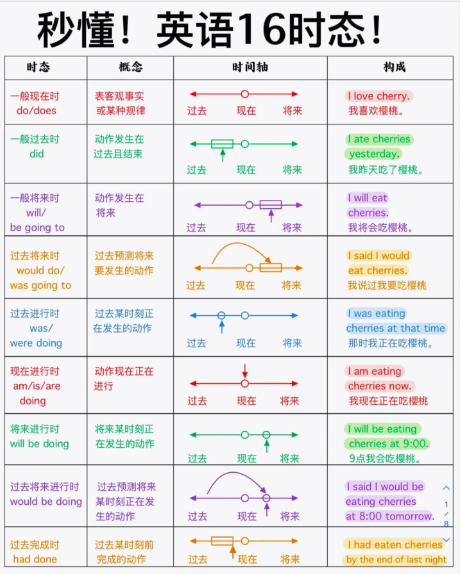 秒懂！英语16时态！
时态 概念 时间轴 构成
一般现在时
do/does
表客观事实
或某种规律
过去 现在 将来
I love cherry.
我喜欢樱桃。
一般过去时
did
动作发生在
过去且结束
过去 现在 将来
I ate cherries
yesterday.
我昨天吃了樱桃。
一般将来时
will/
be going to
动作发生在
将来
过去 现在 将来
I will eat
cherries.
我将会吃樱桃。
过去将来时
would do/
was going to
过去预测将来
要发生的动作
过去 现在 将来
I said I would
eat cherries.
我说过我要吃樱桃
过去进行时
was/
were doing
过去某时刻正
在发生的动作
过去 现在 将来
I was eating
cherries at that time
那时我正在吃樱桃。
现在进行时
am/is/are
doing
动作现在正在
进行
过去 现在 将来
I am eating
cherries now.
我现在正在吃樱桃
将来进行时
will be doing
将来某时刻正
在发生的动作
过去 现在 将来
I will be eating
cherries at 9:00.
9点我会吃樱桃。
过去将来进行时
would be doing
过去预测将来
某时刻正在发
生的动作
过去 现在 将来
I said I would be
eating cherries
at 8:00 tomorrow.
1
/
8
过去完成时
had done
过去某时刻前
完成的动作
过去 现在 将来
I had eaten cherries
by the end of last night